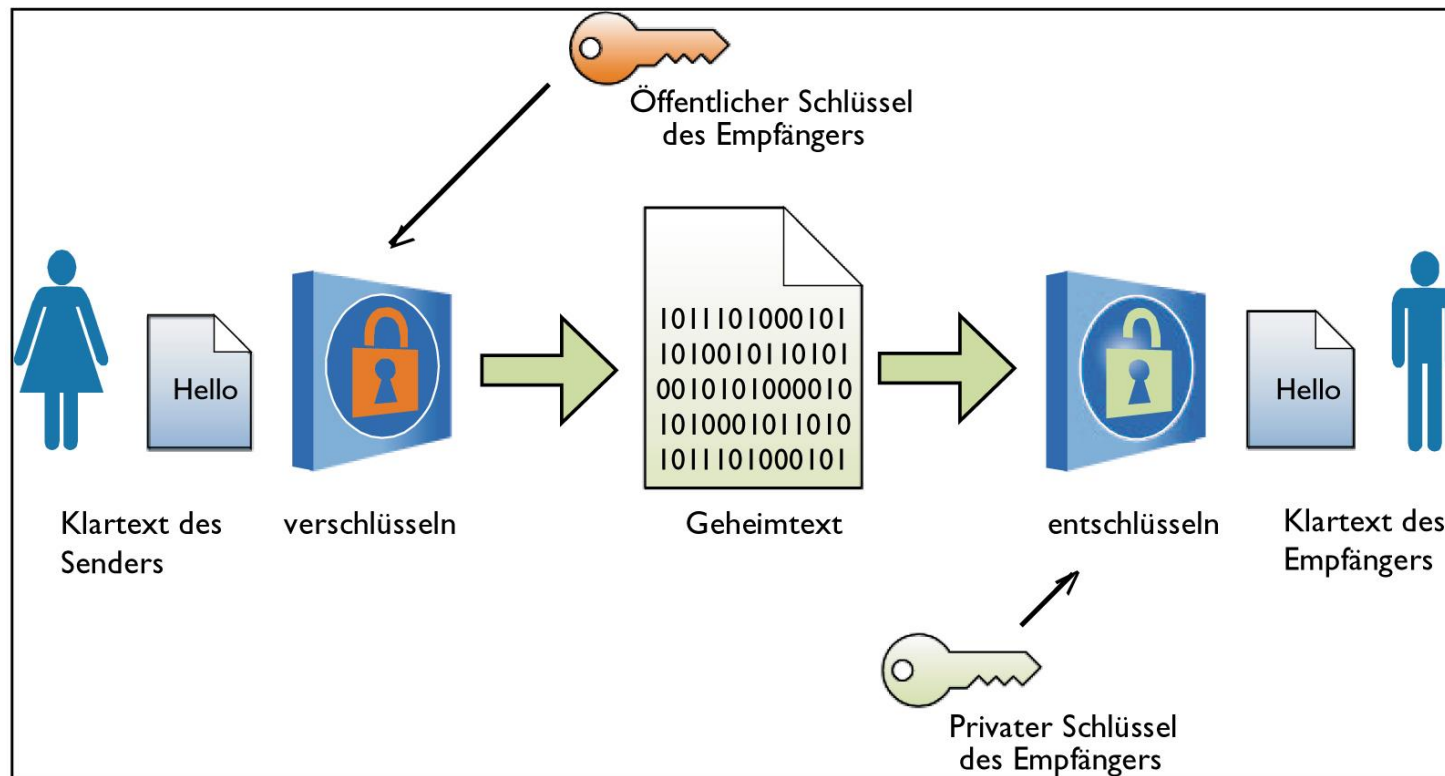 Öffentlicher Schlüssel
des Empfängers
Hello
1011101000101
1010010110101
0010101000010
1010001011010
1011101000101
Hello
Klartext des
Senders
verschlüsseln
Geheimtext
entschlüsseln
Klartext des
Empfängers
Privater Schlüssel
des Empfängers